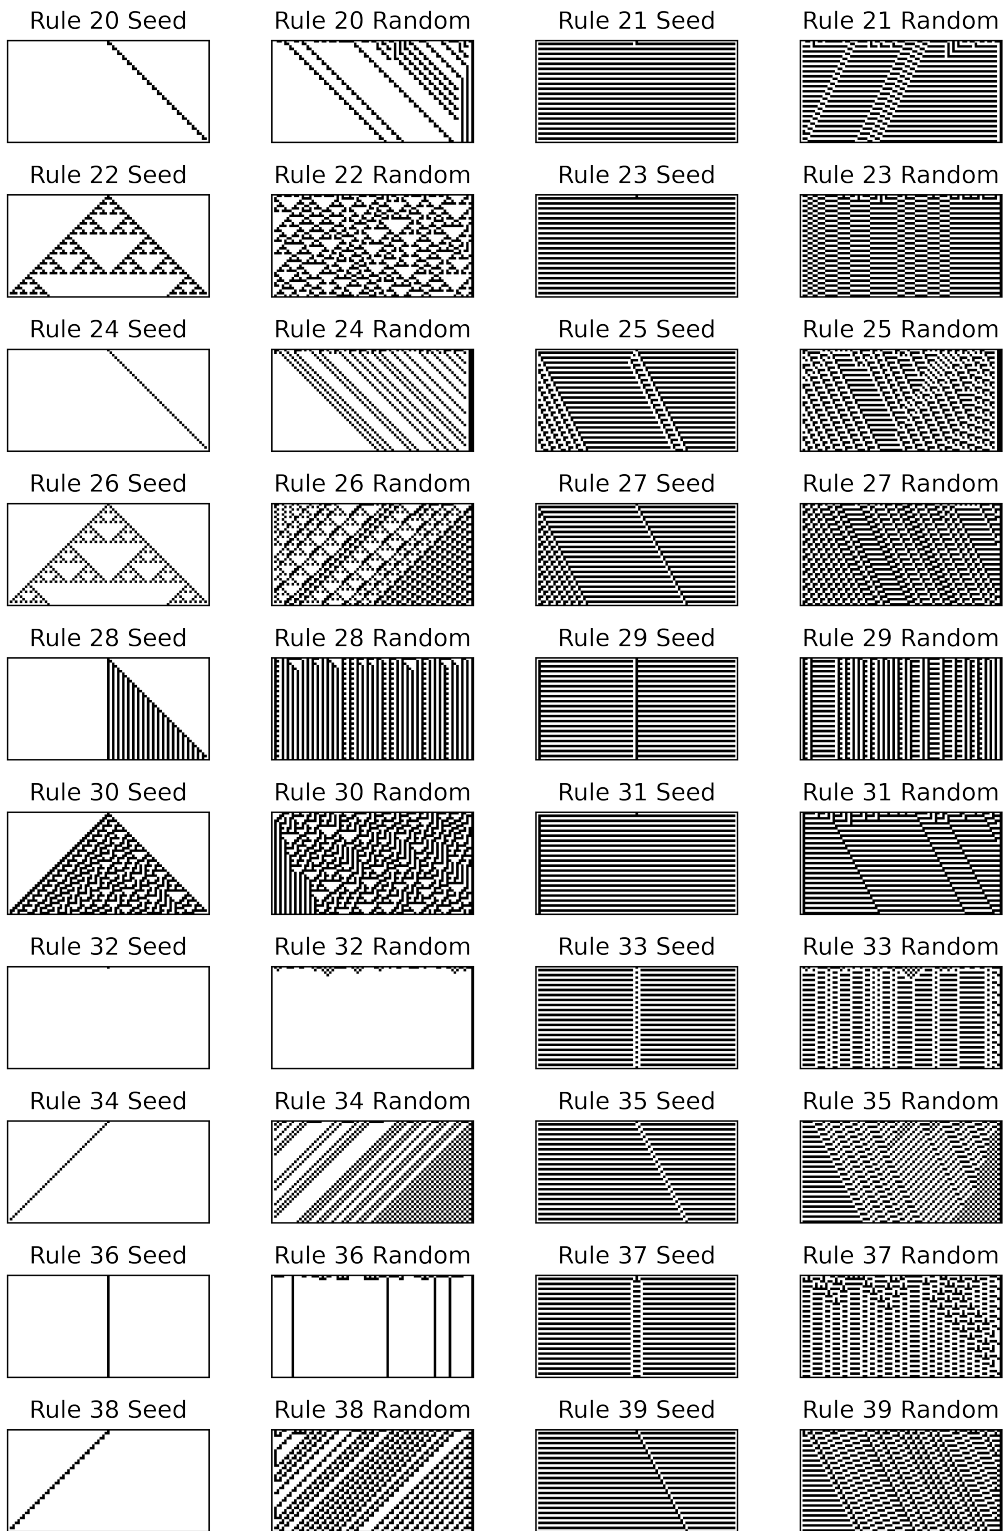 Rule 20 Seed Rule 20 Random Rule 21 Seed Rule 21 Random
Rule 22 Seed Rule 22 Random Rule 23 Seed Rule 23 Random
Rule 24 Seed Rule 24 Random Rule 25 Seed Rule 25 Random
Rule 26 Seed Rule 26 Random Rule 27 Seed Rule 27 Random
Rule 28 Seed Rule 28 Random Rule 29 Seed Rule 29 Random
Rule 30 Seed Rule 30 Random Rule 31 Seed Rule 31 Random
Rule 32 Seed Rule 32 Random Rule 33 Seed Rule 33 Random
Rule 34 Seed Rule 34 Random Rule 35 Seed Rule 35 Random
Rule 36 Seed Rule 36 Random Rule 37 Seed Rule 37 Random
Rule 38 Seed Rule 38 Random Rule 39 Seed Rule 39 Random